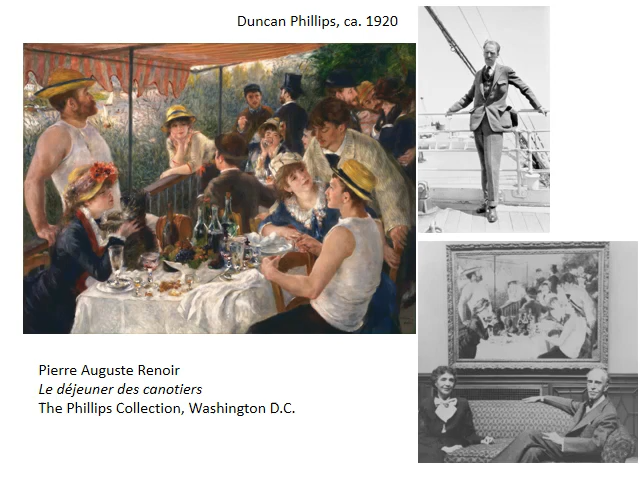 Duncan Phillips, ca. 1920
Pierre Auguste Renoir
Le déjeuner des canotiers
The Phillips Collection, Washington D.C.